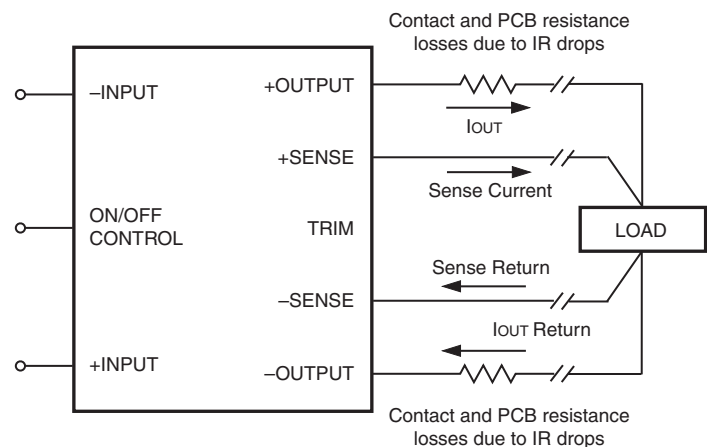 Contact and PCB resistance
losses due to IR drops
–INPUT
+OUTPUT
IOUT
+SENSE
Sense Current
ON/OFF
CONTROL
TRIM
LOAD
Sense Return
–SENSE
IOUT Return
+INPUT
–OUTPUT
Contact and PCB resistance
losses due to IR drops